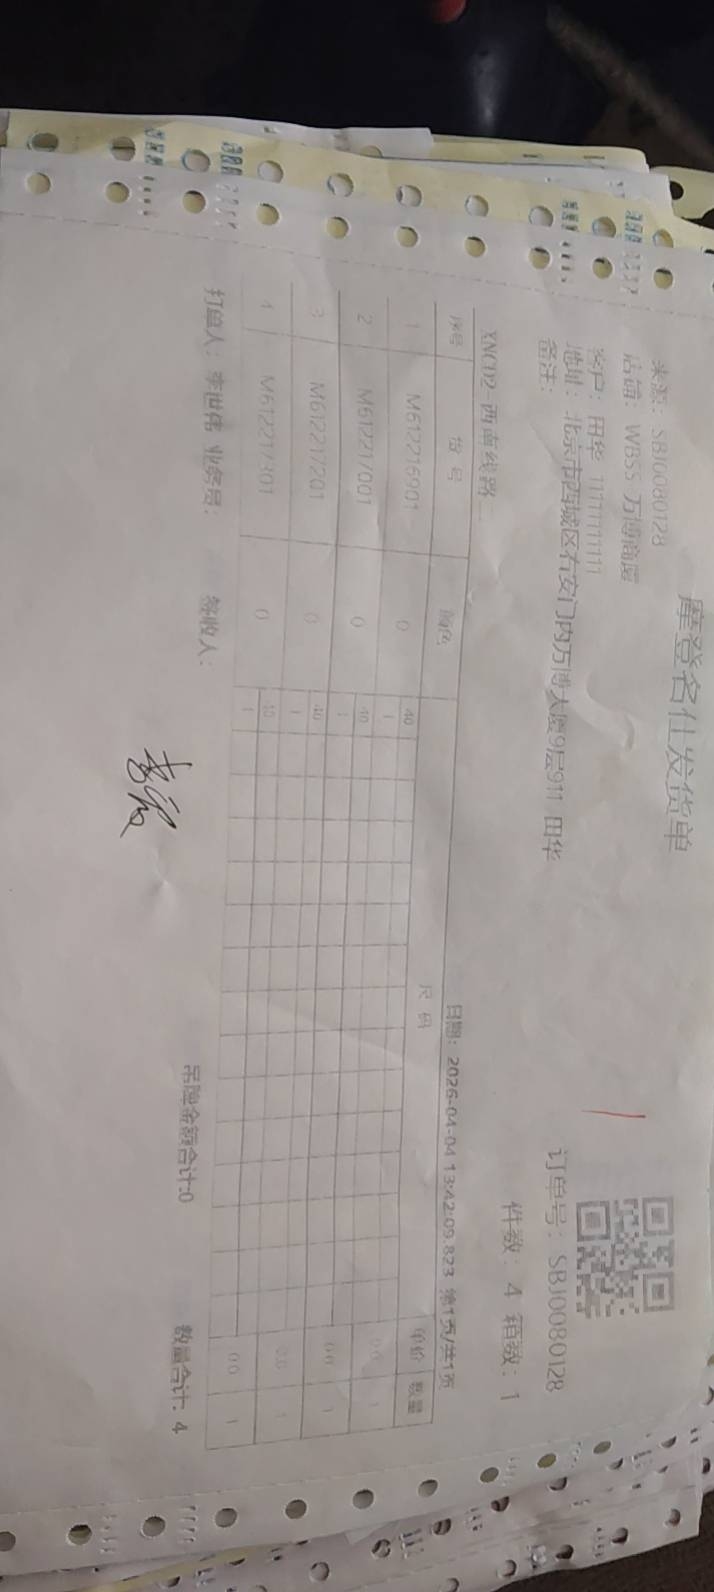 摩登名仕发货单
来源：SBJ0080128
店铺：WBSS 万博商厦
订单号：SBJ0080128
客户：田华 11111111111
地址：北京市西城区右安门内万博大厦9层911 田华
件数：4 箱数：1
备注：
XNCD2-西南线路二
日期：2026-04-04 13:42:09.823 第1页/共1页
序号 货号 颜色 尺码 单价 数量
1 M612216901 0 40 0.0 1
1
2 M612217001 0 40 0.0 1
1
3 M612217201 0 40 0.0 1
1
4 M612217301 0 40 0.0 1
1
打单人：李世伟 业务员： 签收人： 吊牌金额合计:0 数量合计: 4